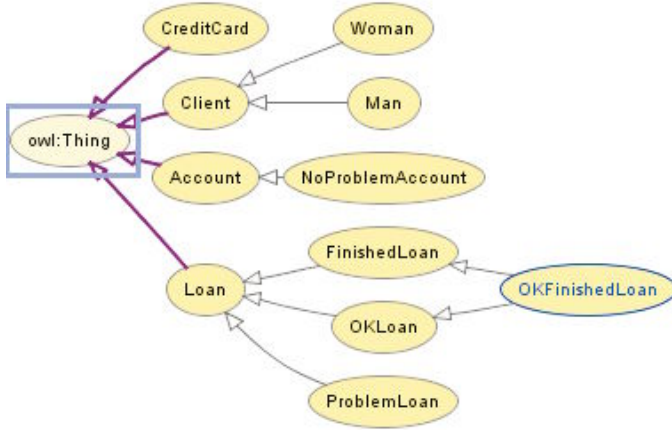 CreditCard
Woman
Client
Man
owl:Thing
Account
NoProblemAccount
FinishedLoan
Loan
OKFinishedLoan
OKLoan
ProblemLoan